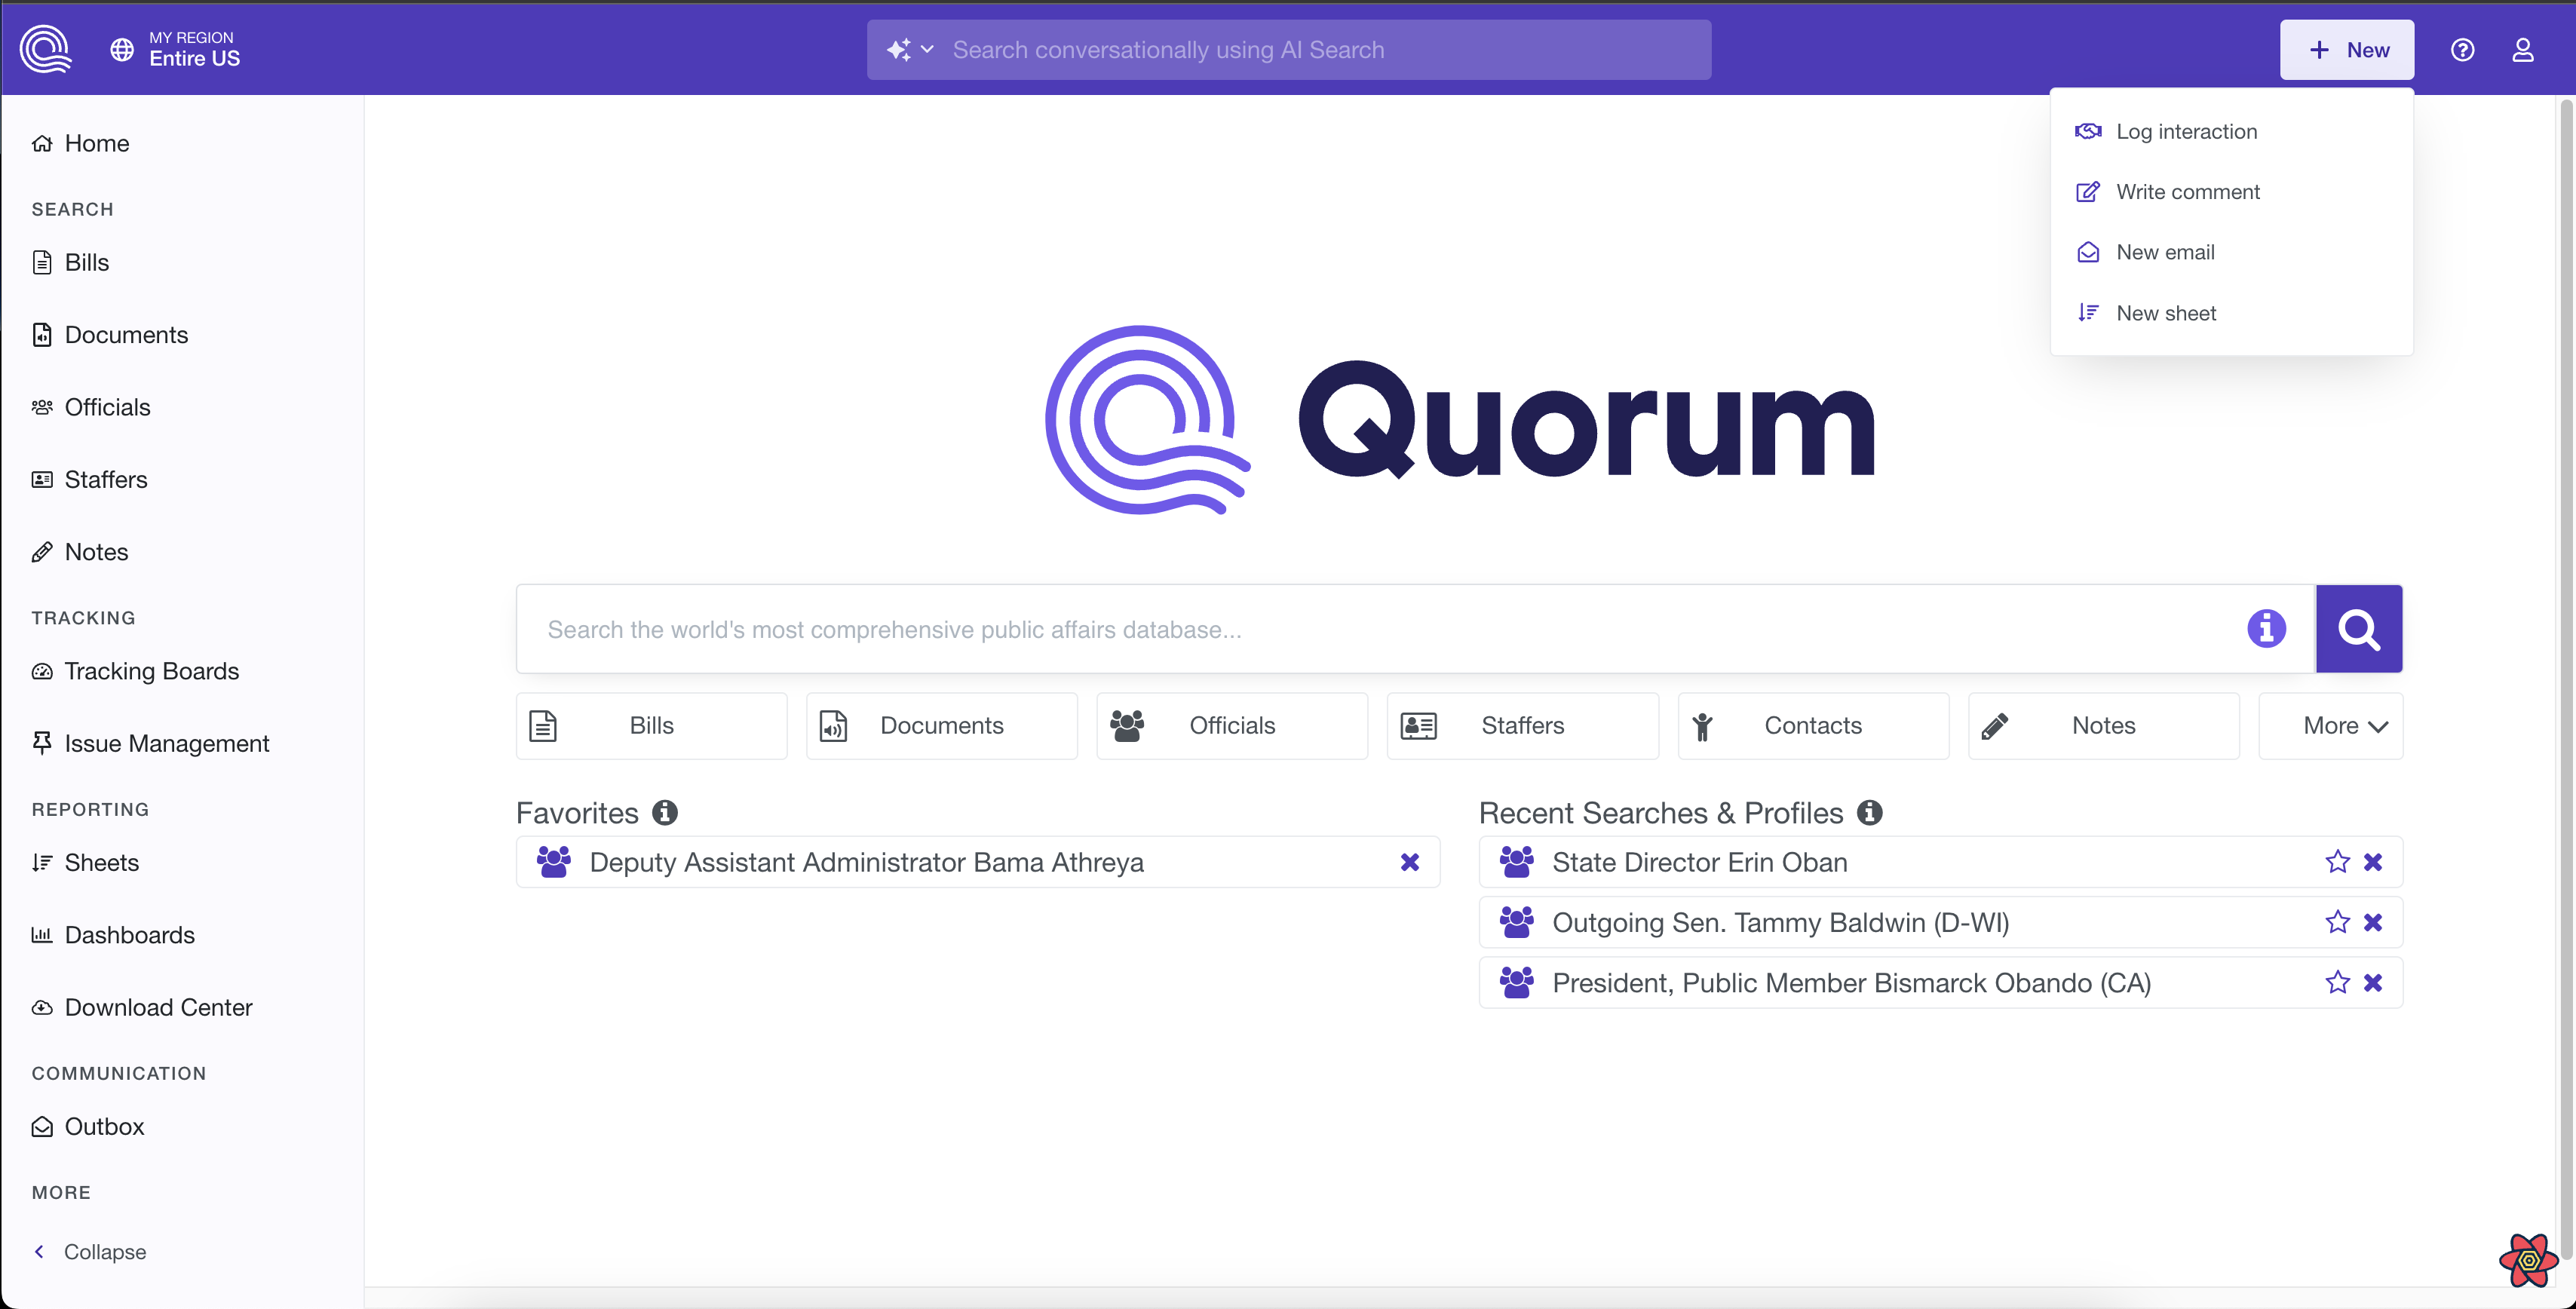 MY REGION
Entire US
Search conversationally using AI Search
+ New
Log interaction
Write comment
New email
New sheet
Home
SEARCH
Bills
Documents
Officials
Staffers
Notes
TRACKING
Tracking Boards
Issue Management
REPORTING
Sheets
Dashboards
Download Center
COMMUNICATION
Outbox
MORE
Collapse
Quorum
Search the world's most comprehensive public affairs database...
Bills
Documents
Officials
Staffers
Contacts
Notes
More
Favorites
Deputy Assistant Administrator Bama Athreya
Recent Searches & Profiles
State Director Erin Oban
Outgoing Sen. Tammy Baldwin (D-WI)
President, Public Member Bismarck Obando (CA)